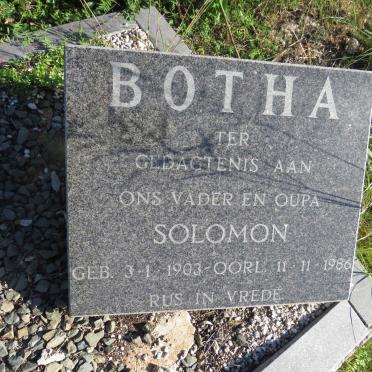 BOTHA
TER
GEDAGTENIS AAN
ONS VADER EN OUPA
SOLOMON
GEB. 3-1-1903-OORL. 11-11-1986
RUS IN VREDE